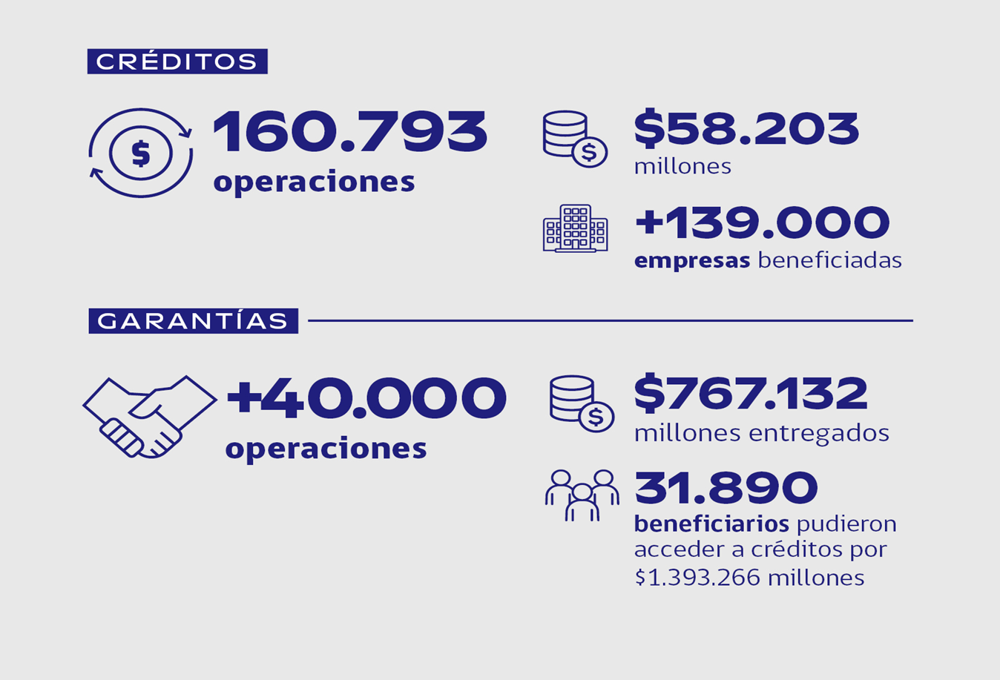 CRÉDITOS
160.793
operaciones
$58.203
millones
+139.000
empresas beneficiadas
GARANTÍAS
+40.000
operaciones
$767.132
millones entregados
31.890
beneficiarios pudieron
acceder a créditos por
$1.393.266 millones